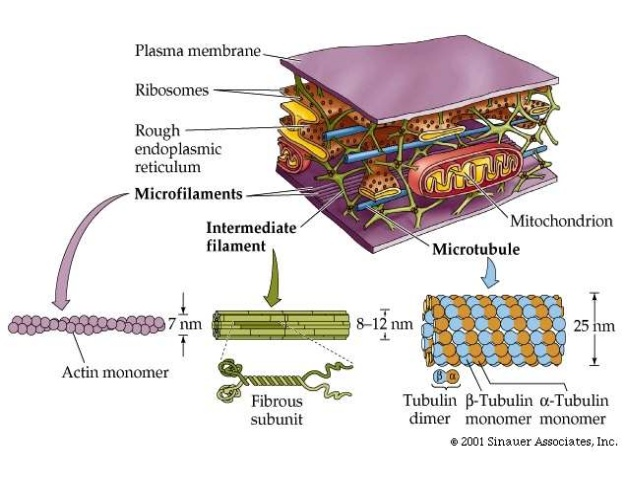 Plasma membrane
Ribosomes
Rough
endoplasmic
reticulum
Microfilaments
Intermediate
filament
Mitochondrion
Microtubule
7 nm
8–12 nm
25 nm
Actin monomer
Fibrous
subunit
β α
Tubulin
dimer
β-Tubulin
monomer
α-Tubulin
monomer
© 2001 Sinauer Associates, Inc.